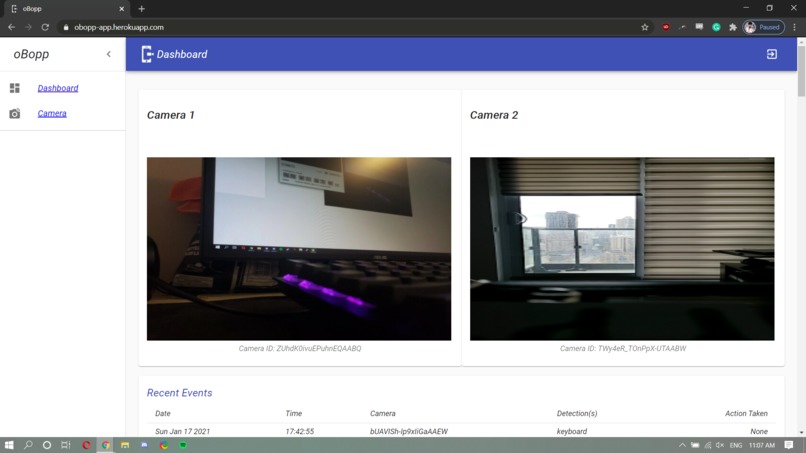 oBopp
obopp-app.herokuapp.com
Paused
oBopp
Dashboard
Dashboard
Camera
Camera 1
Camera 2
Camera ID: ZUhdK0ivuEPuhnEQAABQ
Camera ID: TWy4eR_TOnPpX-UTAABW
Recent Events
Date Time Camera Detection(s) Action Taken
Sun Jan 17 2021 17:42:55 bUAVISh-Ip9xIiGaAAEW keyboard None
ENG 11:07 AM